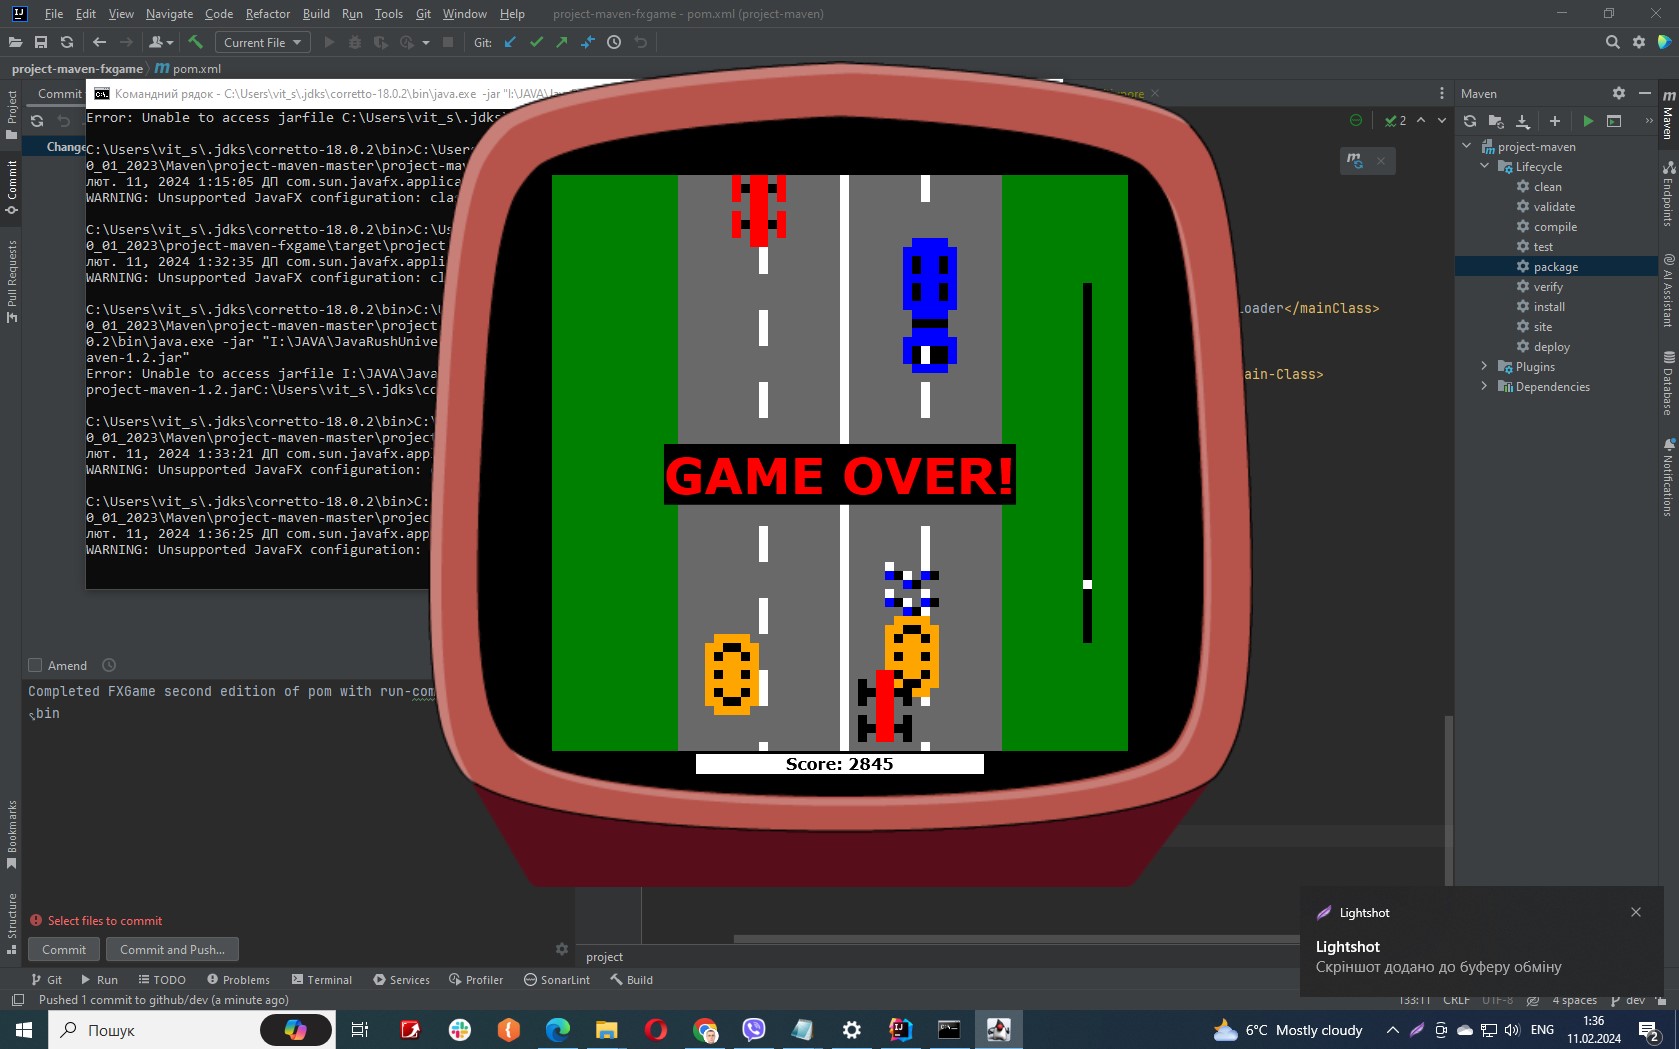 File Edit View Navigate Code Refactor Build Run Tools Git Window Help project-maven-fxgame - pom.xml (project-maven)
Current File Git:
project-maven-fxgame pom.xml
Commit
Командний рядок - C:\Users\vit_s\.jdks\corretto-18.0.2\bin\java.exe -jar "I:\JAVA\
Error: Unable to access jarfile C:\Users\vit_s\.jdks
Change
C:\Users\vit_s\.jdks\corretto-18.0.2\bin>C:\Users
0_01_2023\Maven\project-maven-master\project-maven
лют. 11, 2024 1:15:05 ДП com.sun.javafx.applica
WARNING: Unsupported JavaFX configuration: cla
C:\Users\vit_s\.jdks\corretto-18.0.2\bin>C:\Us
0_01_2023\project-maven-fxgame\target\project
лют. 11, 2024 1:32:35 ДП com.sun.javafx.appli
WARNING: Unsupported JavaFX configuration: cl
C:\Users\vit_s\.jdks\corretto-18.0.2\bin>C:\
0_01_2023\Maven\project-maven-master\project
0.2\bin\java.exe -jar "I:\JAVA\JavaRushUnive
aven-1.2.jar"
Error: Unable to access jarfile I:\JAVA\Java
project-maven-1.2.jarC:\Users\vit_s\.jdks\co
C:\Users\vit_s\.jdks\corretto-18.0.2\bin>C:\
0_01_2023\Maven\project-maven-master\project
лют. 11, 2024 1:33:21 ДП com.sun.javafx.app
WARNING: Unsupported JavaFX configuration:
C:\Users\vit_s\.jdks\corretto-18.0.2\bin>C:
0_01_2023\Maven\project-maven-master\projec
лют. 11, 2024 1:36:25 ДП com.sun.javafx.app
WARNING: Unsupported JavaFX configuration:
GAME OVER!
Score: 2845
2
oader</mainClass>
ain-Class>
Maven
project-maven
Lifecycle
clean
validate
compile
test
package
verify
install
site
deploy
Plugins
Dependencies
Project
Commit
Pull Requests
Bookmarks
Structure
Maven
Endpoints
AI Assistant
Database
Notifications
Amend
Completed FXGame second edition of pom with run-com
bin
Select files to commit
Commit Commit and Push...
project
Lightshot
Lightshot
Скріншот додано до буферу обміну
Git Run TODO Problems Terminal Services Profiler SonarLint Build
Pushed 1 commit to github/dev (a minute ago) 133:11 CRLF UTF-8 4 spaces dev
Пошук 6°C Mostly cloudy ENG 1:36
11.02.2024 2